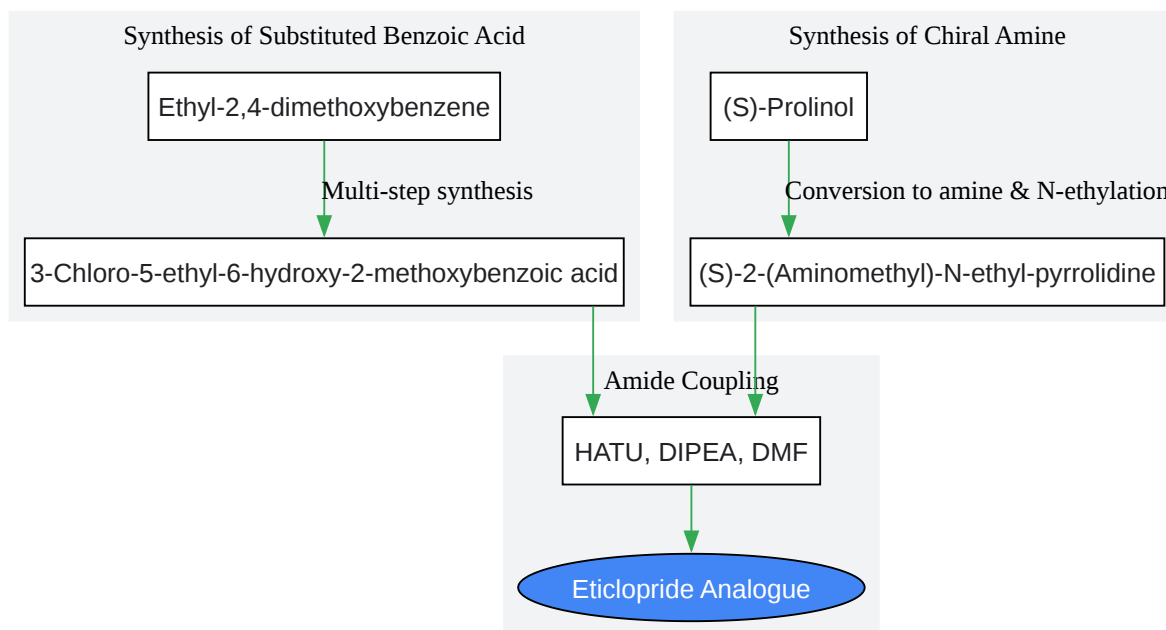 Synthesis of Substituted Benzoic Acid
Ethyl-2,4-dimethoxybenzene
Multi-step synthesis
3-Chloro-5-ethyl-6-hydroxy-2-methoxybenzoic acid
Synthesis of Chiral Amine
(S)-Prolinol
Conversion to amine & N-ethylation
(S)-2-(Aminomethyl)-N-ethyl-pyrrolidine
Amide Coupling
HATU, DIPEA, DMF
Eticlopride Analogue